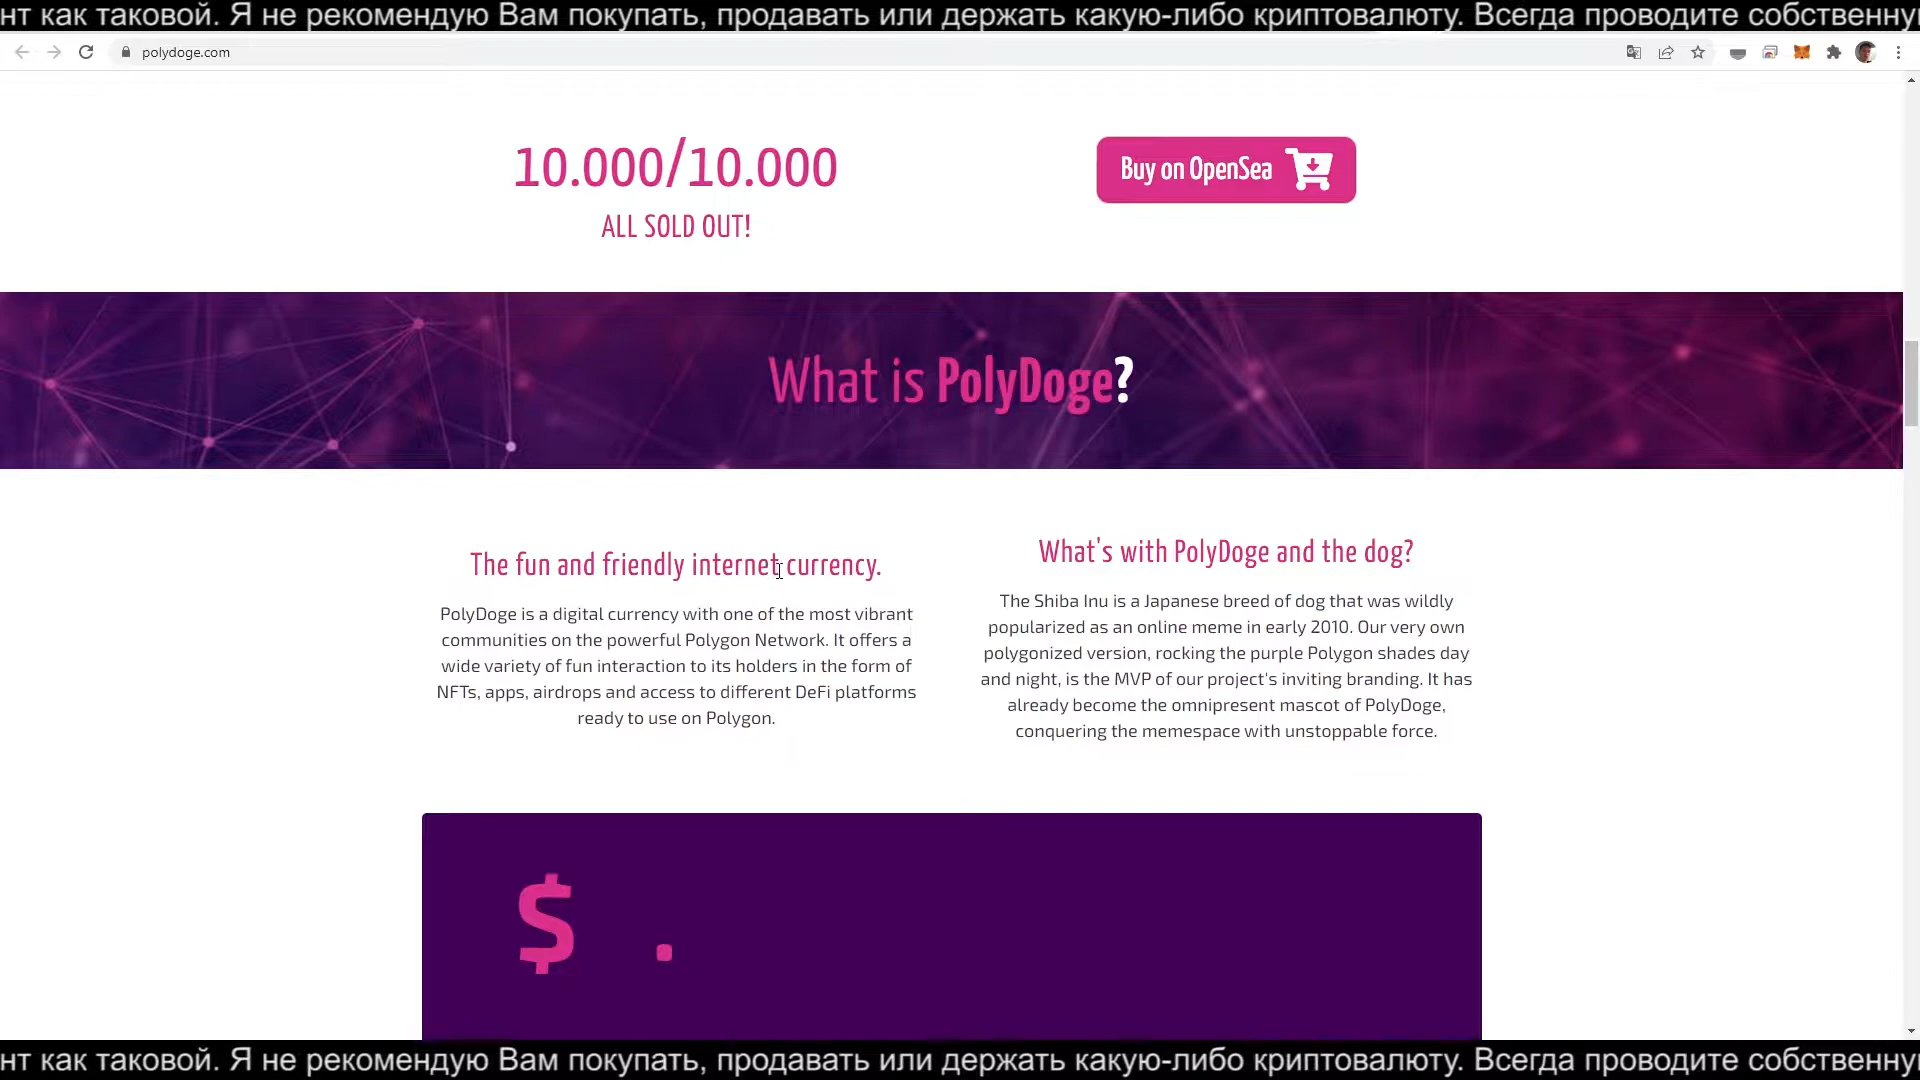 нт как таковой. Я не рекомендую Вам покупать, продавать или держать какую-либо криптовалюту. Всегда проводите собственну
polydoge.com
10.000/10.000
ALL SOLD OUT!
Buy on OpenSea
What is PolyDoge?
The fun and friendly internet currency.
PolyDoge is a digital currency with one of the most vibrant
communities on the powerful Polygon Network. It offers a
wide variety of fun interaction to its holders in the form of
NFTs, apps, airdrops and access to different DeFi platforms
ready to use on Polygon.
What's with PolyDoge and the dog?
The Shiba Inu is a Japanese breed of dog that was wildly
popularized as an online meme in early 2010. Our very own
polygonized version, rocking the purple Polygon shades day
and night, is the MVP of our project's inviting branding. It has
already become the omnipresent mascot of PolyDoge,
conquering the memespace with unstoppable force.
$ .
нт как таковой. Я не рекомендую Вам покупать, продавать или держать какую-либо криптовалюту. Всегда проводите собственну